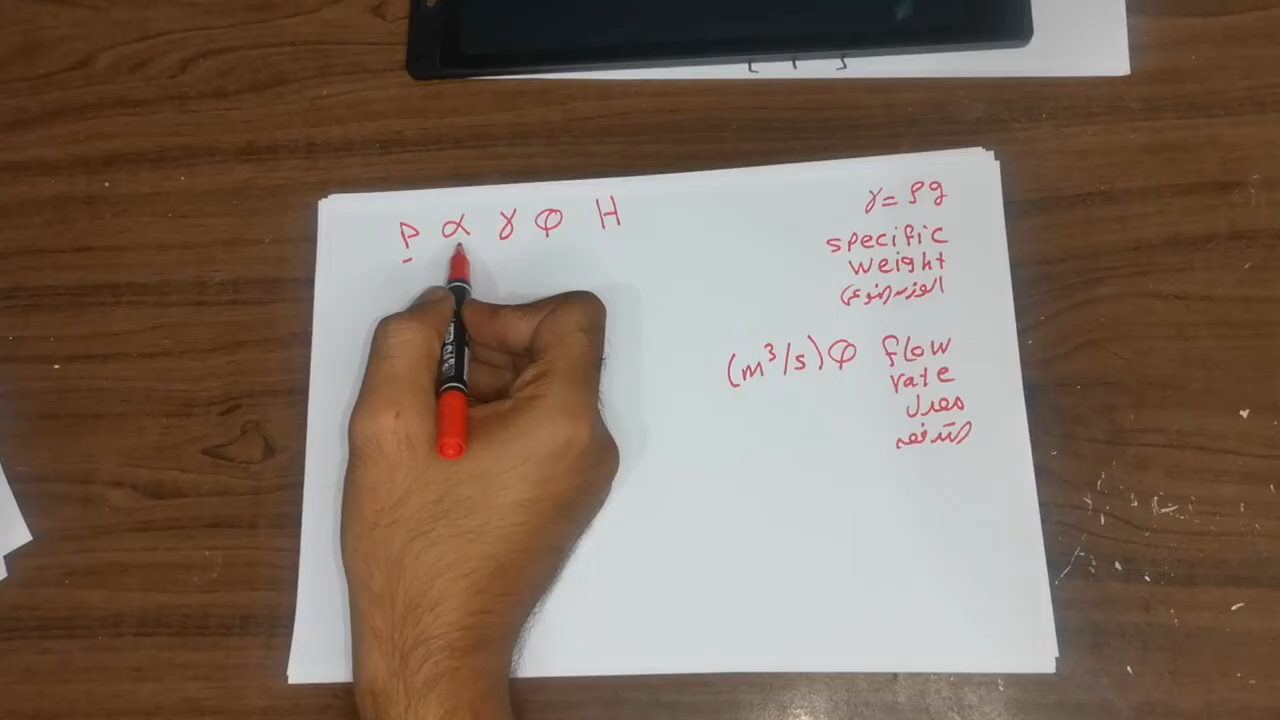 P α γ Q H
γ = ρg
specific
weight
الوزن النوعي
(m³/s) Q flow
rate
معدل
التدفق